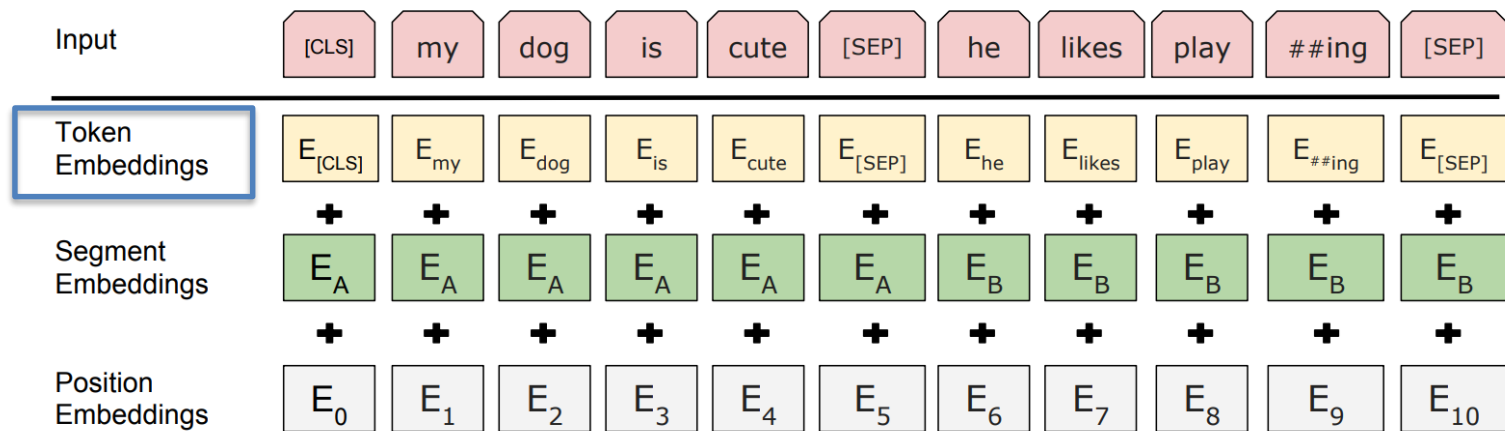 Input [CLS] my dog is cute [SEP] he likes play ##ing [SEP]
Token Embeddings E[CLS] Emy Edog Eis Ecute E[SEP] Ehe Elikes Eplay E##ing E[SEP]
+ + + + + + + + + + +
Segment Embeddings EA EA EA EA EA EA EB EB EB EB EB
+ + + + + + + + + + +
Position Embeddings E0 E1 E2 E3 E4 E5 E6 E7 E8 E9 E10